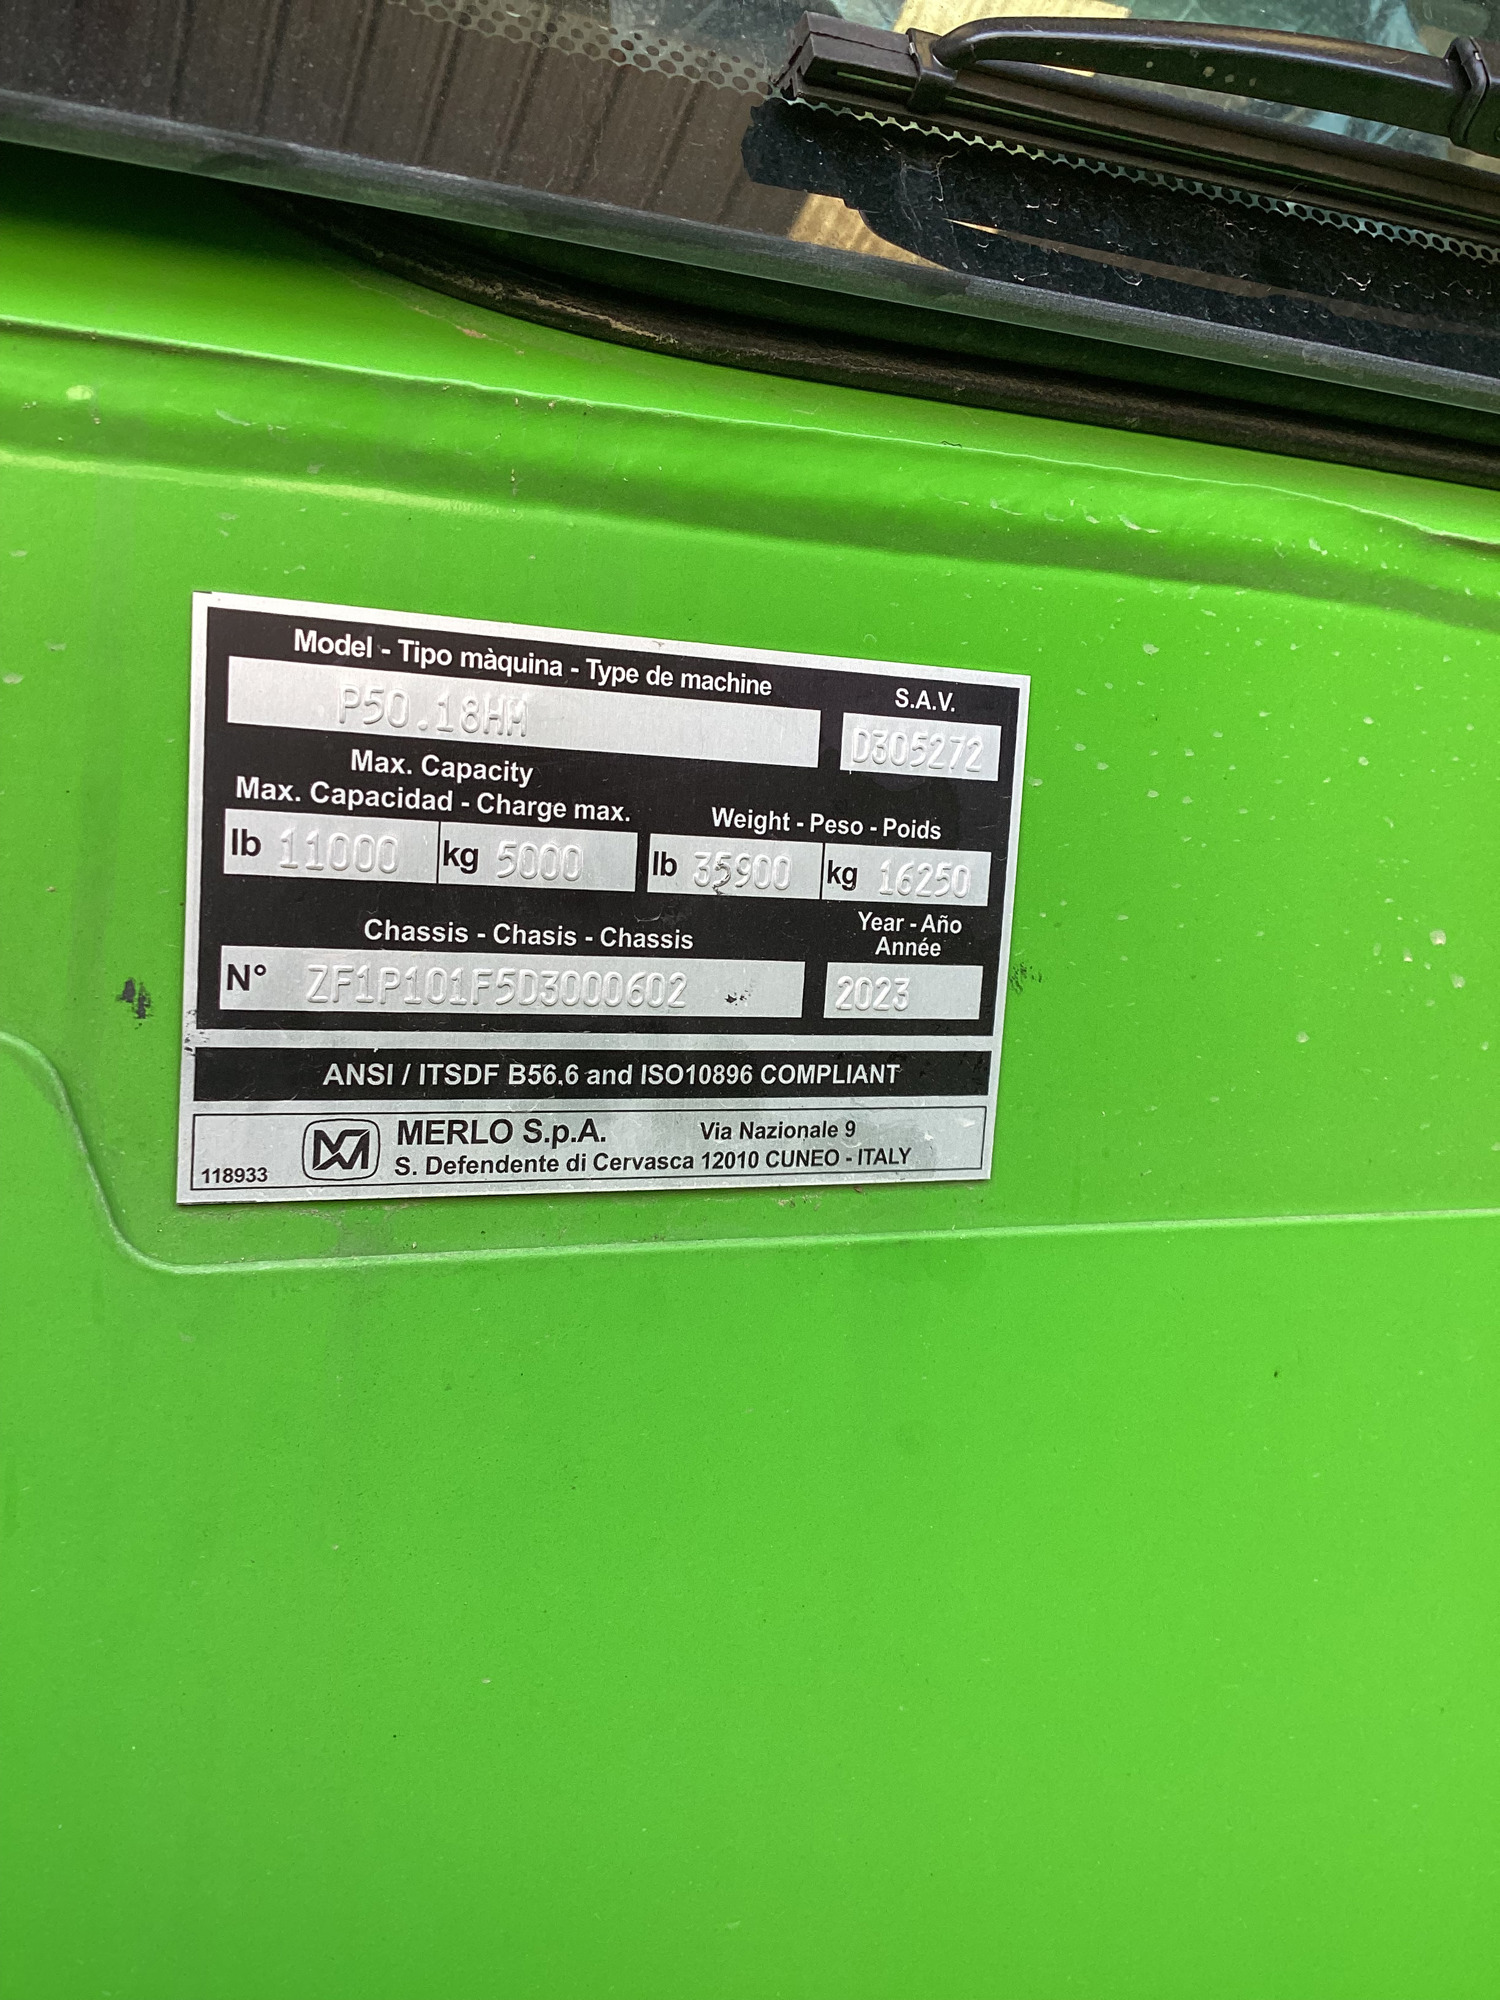 Model - Tipo màquina - Type de machine
P50.18HM
S.A.V.
D305272
Max. Capacity
Max. Capacidad - Charge max.
lb 11000 kg 5000
Weight - Peso - Poids
lb 35900 kg 16250
Chassis - Chasis - Chassis
N° ZF1P101F5D3000602
Year - Año
Année
2023
ANSI / ITSDF B56.6 and ISO10896 COMPLIANT
118933
MERLO S.p.A. Via Nazionale 9
S. Defendente di Cervasca 12010 CUNEO - ITALY